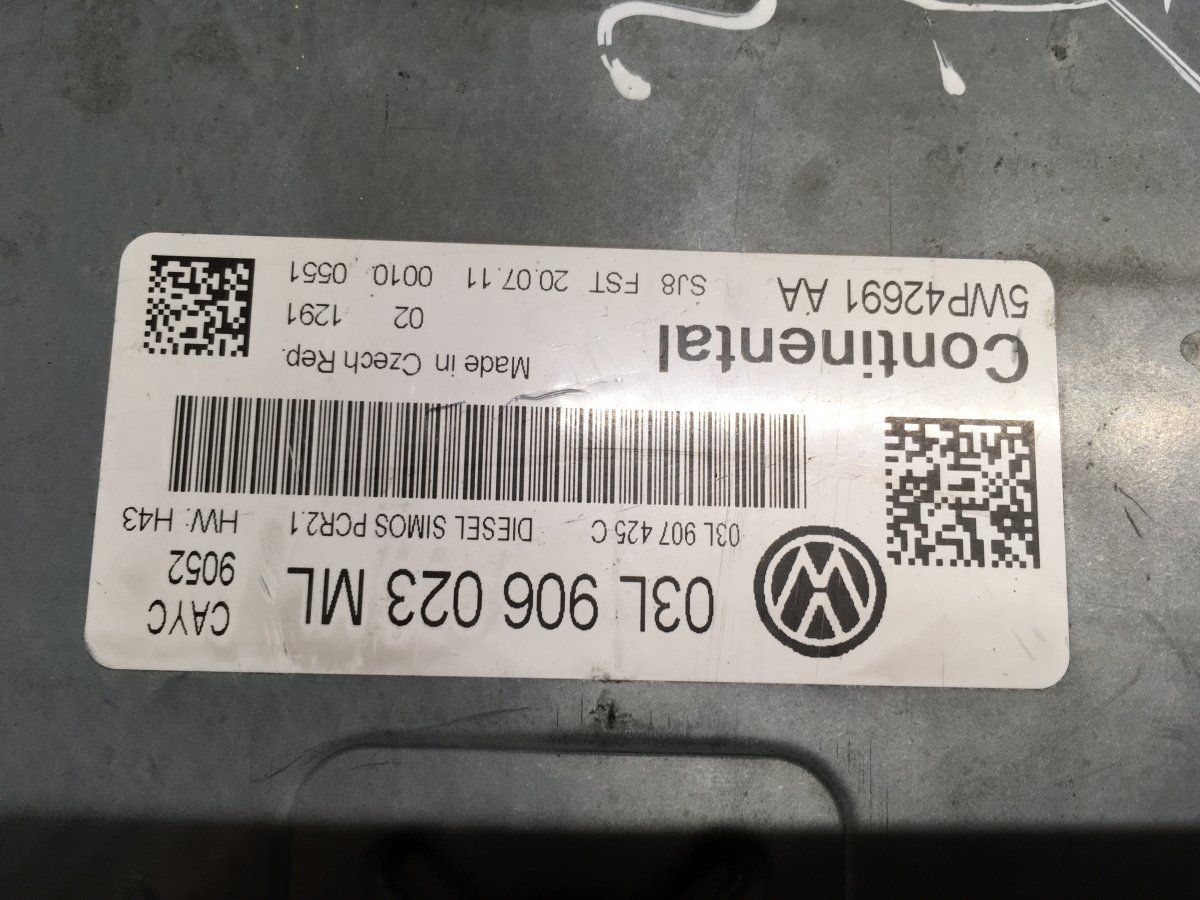 03L 906 023 ML CAYC
9052
03L 907 425 C DIESEL SIMOS PCR2.1 HW: H43
Continental Made in Czech Rep.
02 1291
5WP42691 AA SJ8 FST 20.07.11 0010 0551